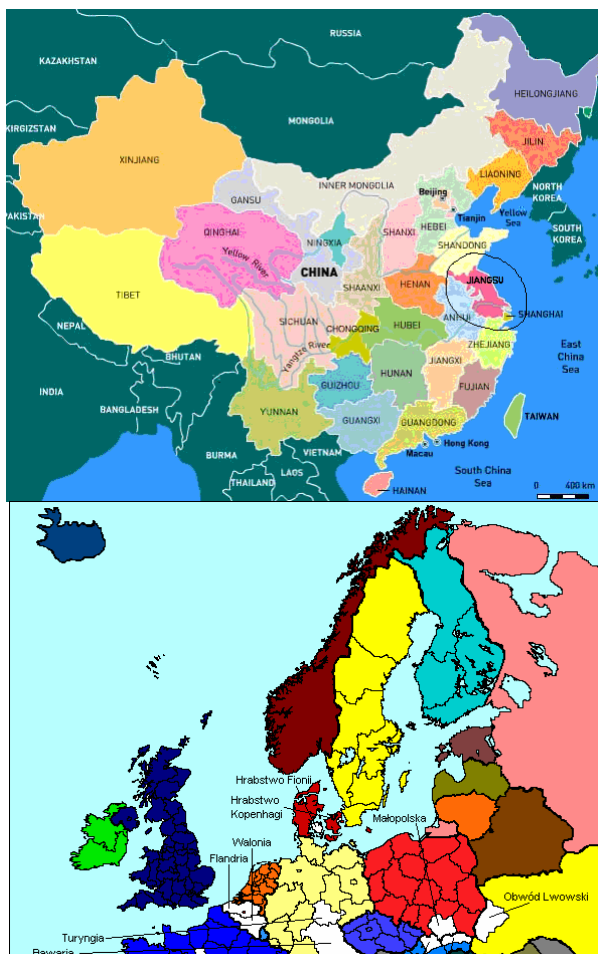 RUSSIA
KAZAKHSTAN
HEILONGJIANG
MONGOLIA
KIRGIZSTAN
JILIN
XINJIANG
LIAONING
INNER MONGOLIA
Beijing
NORTH
KOREA
GANSU
Tianjin
Yellow
Sea
PAKISTAN
QINGHAI
HEBEI
SOUTH
KOREA
NINGXIA
SHANXI
SHANDONG
Yellow River
CHINA
JIANGSU
SHAANXI
HENAN
TIBET
ANHUI
SHANGHAI
SICHUAN
CHONGQING
HUBEI
NEPAL
ZHEJIANG
East
China
Sea
Yangtze River
JIANGXI
BHUTAN
HUNAN
GUIZHOU
FUJIAN
INDIA
BANGLADESH
YUNNAN
GUANGXI
GUANGDONG
TAIWAN
Hong Kong
BURMA
VIETNAM
Macau
LAOS
THAILAND
South China
Sea
HAINAN
0 400 km
Hrabstwo Fionii
Hrabstwo
Kopenhagi
Małopolska
Walonia
Flandria
Obwód Lwowski
Turyngia
Bawaria